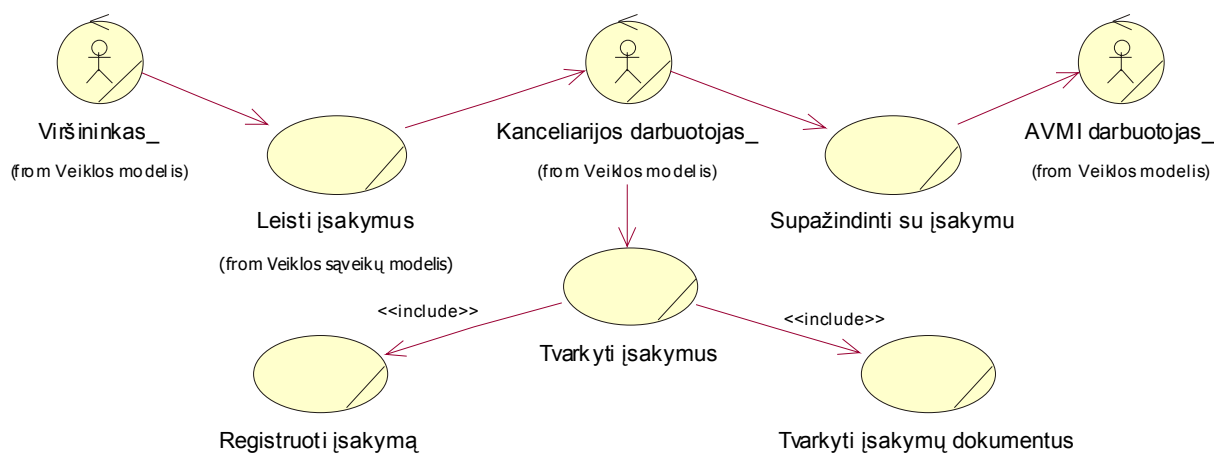 Viršininkas_
Kanceliarijos darbuotojas_
AVMI darbuotojas_
(from Veiklos modelis)
(from Veiklos modelis)
(from Veiklos modelis)
Leisti įsakymus
Supažindinti su įsakymu
(from Veiklos sąveikų modelis)
<<include>>
<<include>>
Tvarkyti įsakymus
Registruoti įsakymą
Tvarkyti įsakymų dokumentus